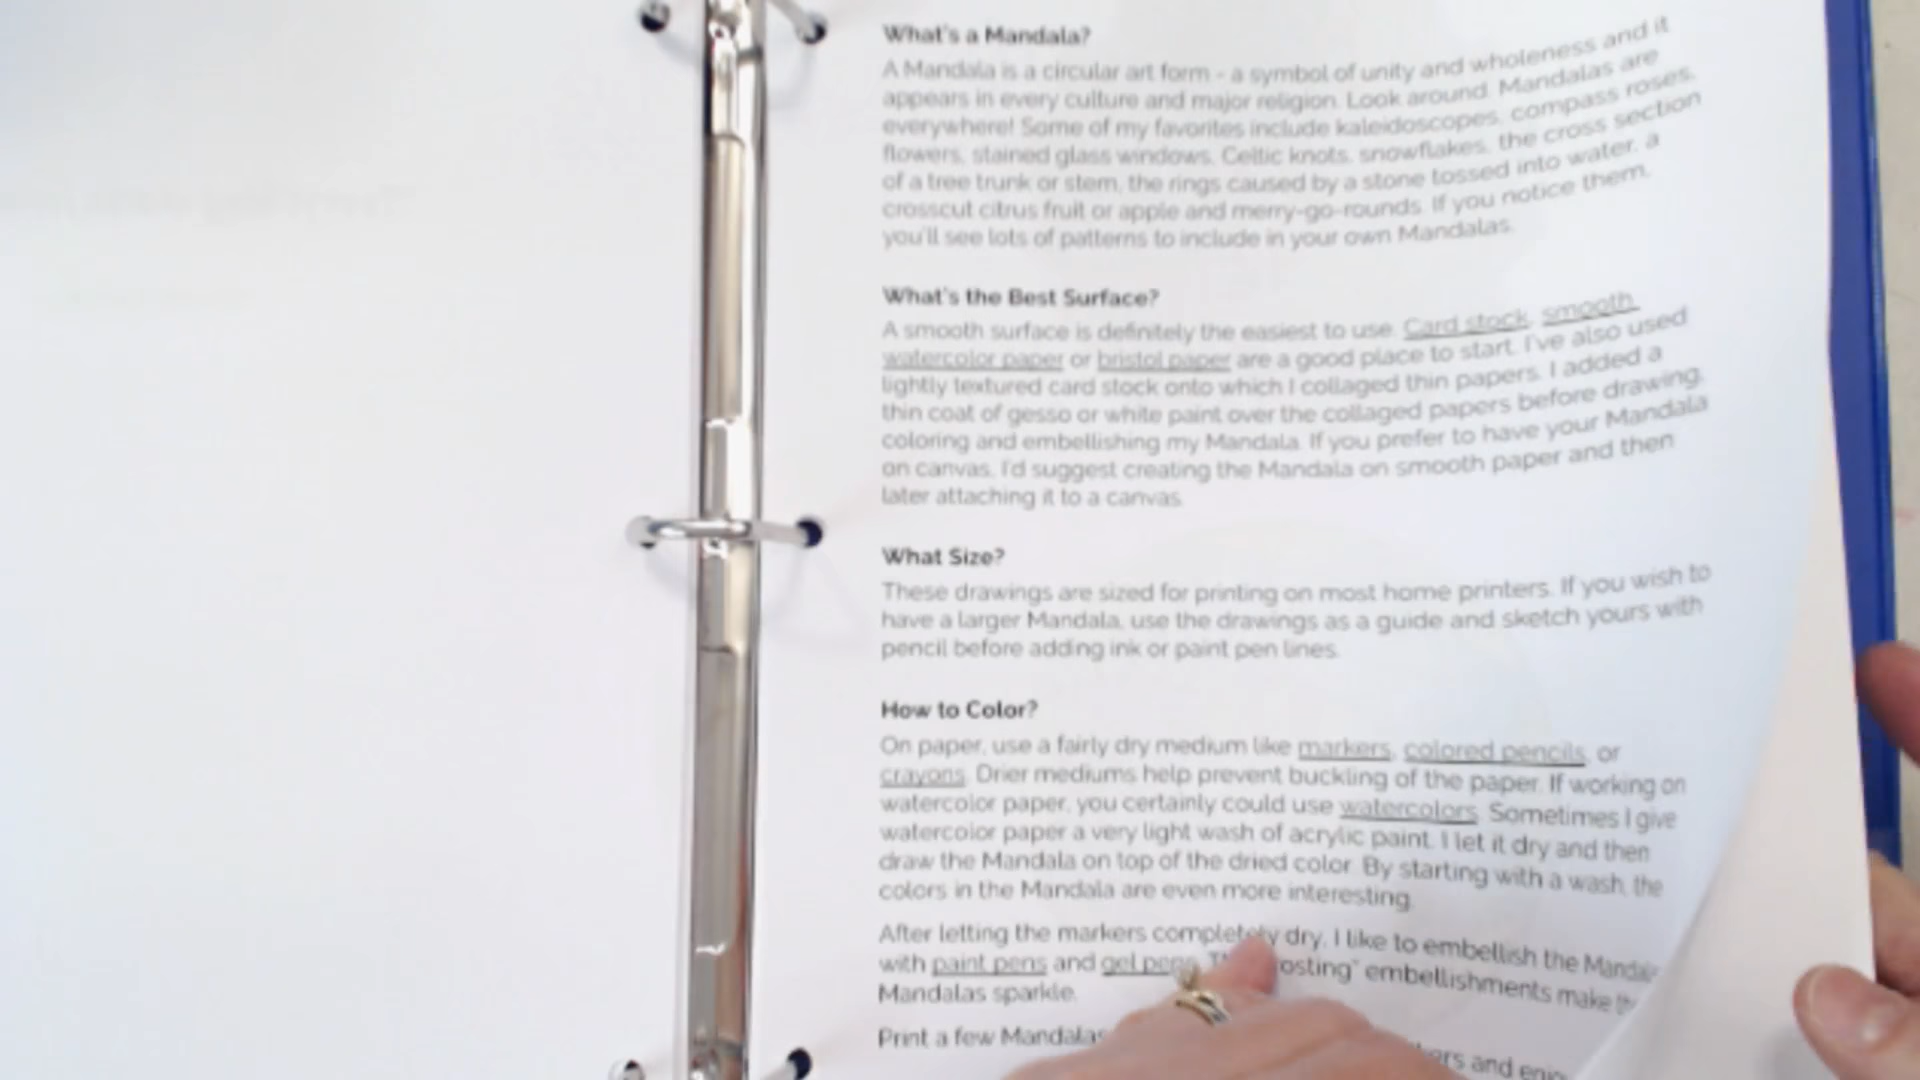 What's a Mandala?
A Mandala is a circular art form - a symbol of unity and wholeness and it
appears in every culture and major religion. Look around. Mandalas are
everywhere! Some of my favorites include kaleidoscopes, compass roses,
flowers, stained glass windows, Celtic knots, snowflakes, the cross section
of a tree trunk or stem, the rings caused by a stone tossed into water, a
crosscut citrus fruit or apple and merry-go-rounds. If you notice them,
you'll see lots of patterns to include in your own Mandalas.
What's the Best Surface?
A smooth surface is definitely the easiest to use. Card stock, smooth
watercolor paper or bristol paper are a good place to start. I've also used
lightly textured card stock onto which I collaged thin papers. I added a
thin coat of gesso or white paint over the collaged papers before drawing,
coloring and embellishing my Mandala. If you prefer to have your Mandala
on canvas, I'd suggest creating the Mandala on smooth paper and then
later attaching it to a canvas.
What Size?
These drawings are sized for printing on most home printers. If you wish to
have a larger Mandala, use the drawings as a guide and sketch yours with
pencil before adding ink or paint pen lines.
How to Color?
On paper, use a fairly dry medium like markers, colored pencils, or
crayons. Drier mediums help prevent buckling of the paper. If working on
watercolor paper, you certainly could use watercolors. Sometimes I give
watercolor paper a very light wash of acrylic paint. I let it dry and then
draw the Mandala on top of the dried color. By starting with a wash, the
colors in the Mandala are even more interesting.
After letting the markers completely dry, I like to embellish the Mandala
with paint pens and gel pens. embellishments make
Mandalas sparkle.
Print a few Mandalas and